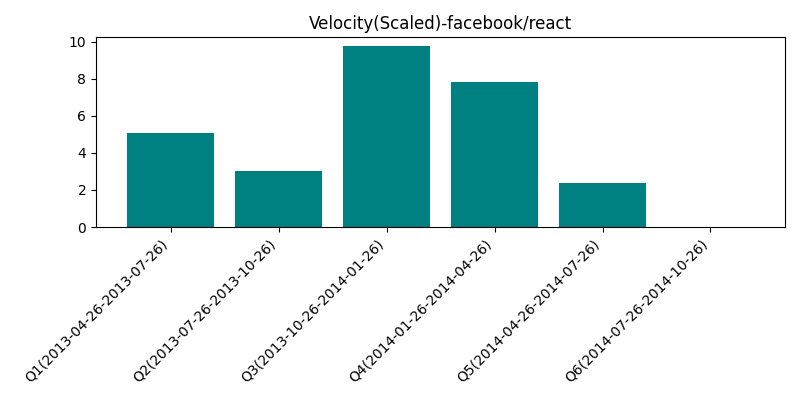 Velocity(Scaled)-facebook/react
10
8
6
4
2
0
Q1(2013-04-26-2013-07-26)
Q2(2013-07-26-2013-10-26)
Q3(2013-10-26-2014-01-26)
Q4(2014-01-26-2014-04-26)
Q5(2014-04-26-2014-07-26)
Q6(2014-07-26-2014-10-26)